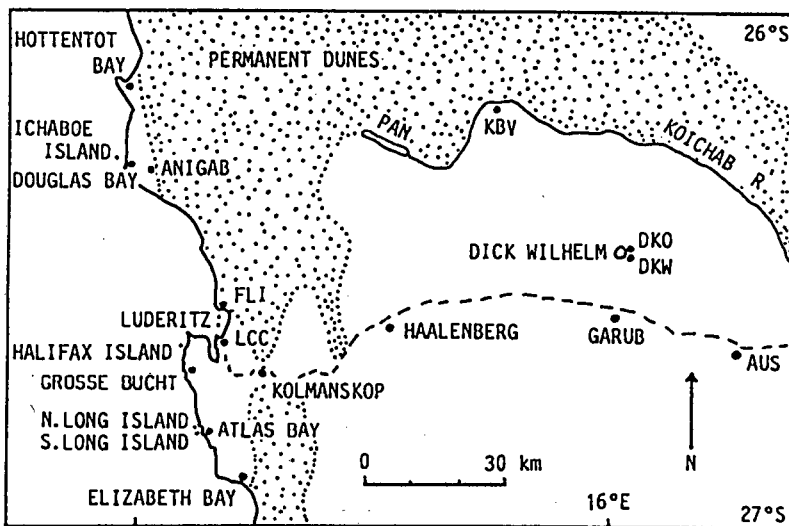 HOTTENTOT
BAY
PERMANENT DUNES
26°S
ICHABOE
ISLAND
DOUGLAS BAY
ANIGAB
PAN
KBV
KOICHAB R.
DICK WILHELM
DKO
DKW
FLI
LUDERITZ
LCC
HALIFAX ISLAND
GROSSE BUCHT
KOLMANSKOP
HAALENBERG
GARUB
AUS
N.LONG ISLAND
S.LONG ISLAND
ATLAS BAY
ELIZABETH BAY
0 30 km
N
16°E
27°S